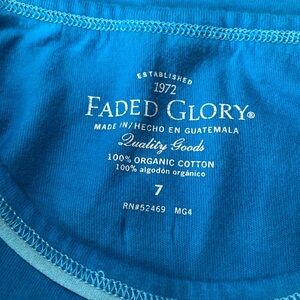 ESTABLISHED
1972
FADED GLORY®
MADE IN/HECHO EN GUATEMALA
Quality Goods
100% ORGANIC COTTON
100% algodón orgánico
7
RN#52469 MG4